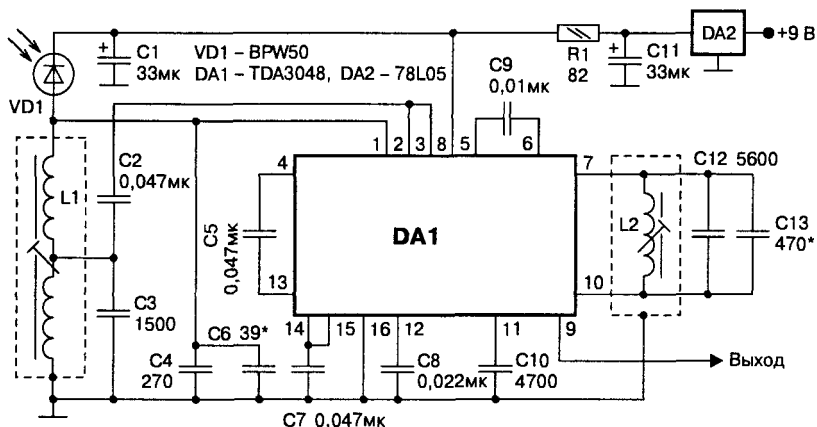 DA2
+9 В
+
C1
33мк
VD1 – BPW50
DA1 – TDA3048, DA2 – 78L05
R1
82
+
C11
33мк
C9
0,01мк
VD1
1 2 3 8 5 6
C2
0,047мк
4
7
C12 5600
L1
C5
0,047мк
DA1
L2
C13
470*
13
10
C3
1500
14 15 16 12 11 9
C6 39*
C4
270
C8
0,022мк
C10
4700
Выход
C7 0,047мк